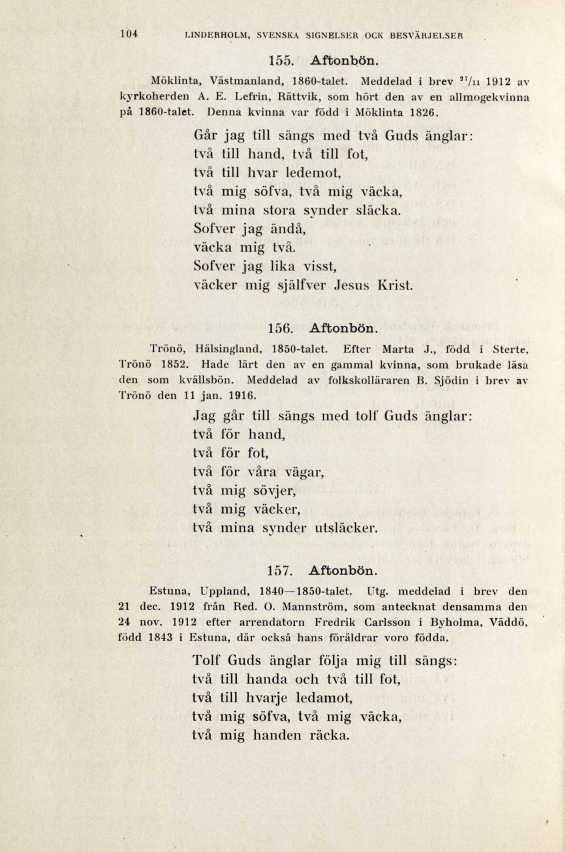 104 LINDERHOLM, SVENSKA SIGNELSER OCK BESVÄRJELSER
155. Aftonbön.
Möklinta, Västmanland, 1860-talet. Meddelad i brev 27/11 1912 av
kyrkoherden A. E. Lefrin, Rättvik, som hört den av en allmogekvinna
på 1860-talet. Denna kvinna var född i Möklinta 1826.
Går jag till sängs med två Guds änglar:
två till hand, två till fot,
två till hvar ledemot,
två mig söfva, två mig väcka,
två mina stora synder släcka.
Sofver jag ändå,
väcka mig två.
Sofver jag lika visst,
väcker mig själfver Jesus Krist.
156. Aftonbön.
Trönö, Hälsingland, 1850-talet. Efter Marta J., född i Sterte,
Trönö 1852. Hade lärt den av en gammal kvinna, som brukade läsa
den som kvällsbön. Meddelad av folkskolläraren B. Sjödin i brev av
Trönö den 11 jan. 1916.
Jag går till sängs med tolf Guds änglar:
två för hand,
två för fot,
två för våra vägar,
två mig sövjer,
två mig väcker,
två mina synder utsläcker.
157. Aftonbön.
Estuna, Uppland, 1840—1850-talet. Utg. meddelad i brev den
21 dec. 1912 från Red. O. Mannström, som antecknat densamma den
24 nov. 1912 efter arrendatorn Fredrik Carlsson i Byholma, Väddö,
född 1843 i Estuna, där också hans föräldrar voro födda.
Tolf Guds änglar följa mig till sängs:
två till handa och två till fot,
två till hvarje ledamot,
två mig söfva, två mig väcka,
två mig handen räcka.